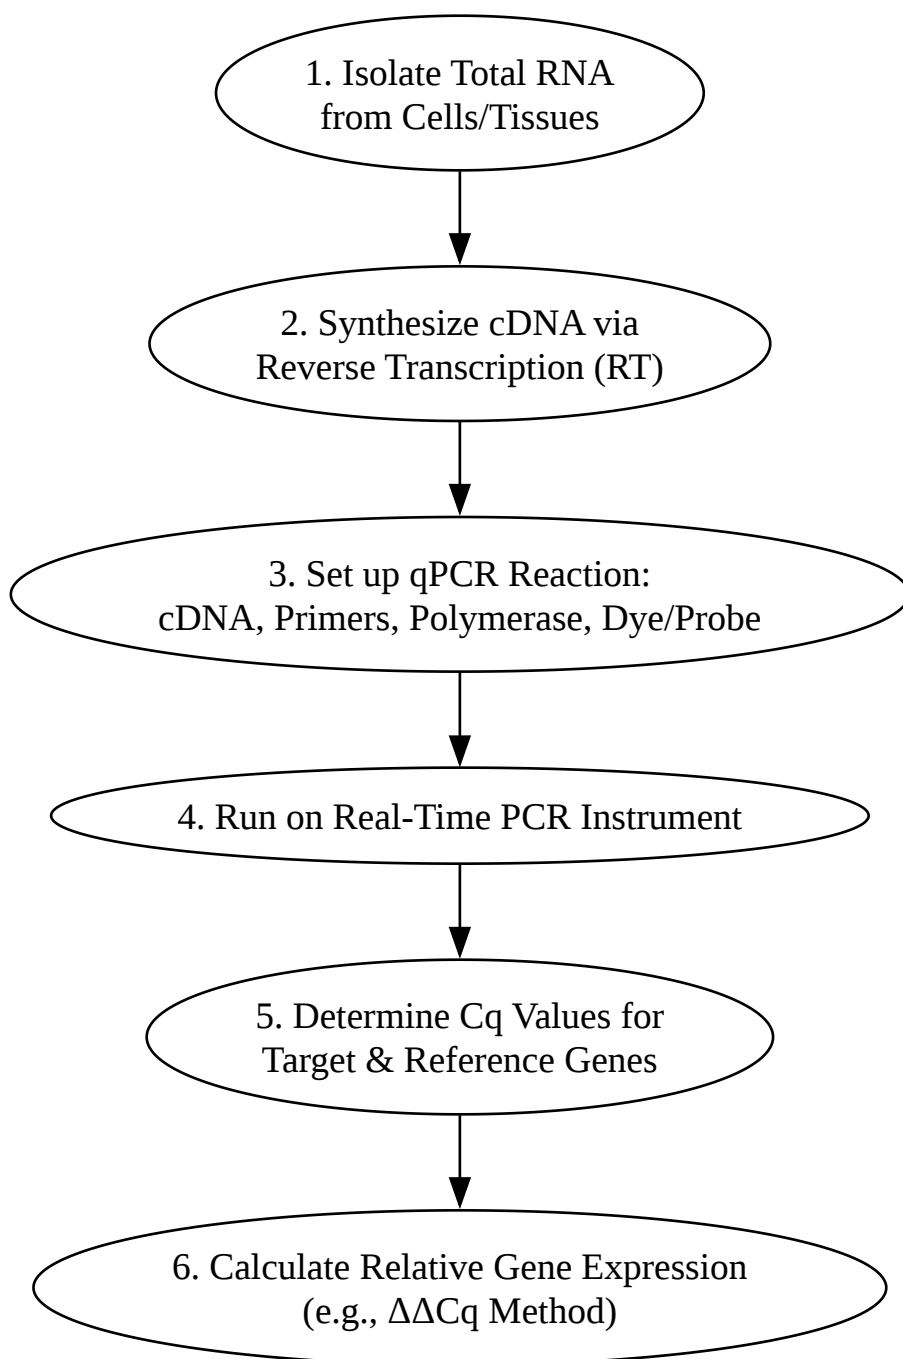 1. Isolate Total RNA
from Cells/Tissues
2. Synthesize cDNA via
Reverse Transcription (RT)
3. Set up qPCR Reaction:
cDNA, Primers, Polymerase, Dye/Probe
4. Run on Real-Time PCR Instrument
5. Determine Cq Values for
Target & Reference Genes
6. Calculate Relative Gene Expression
(e.g., ΔΔCq Method)